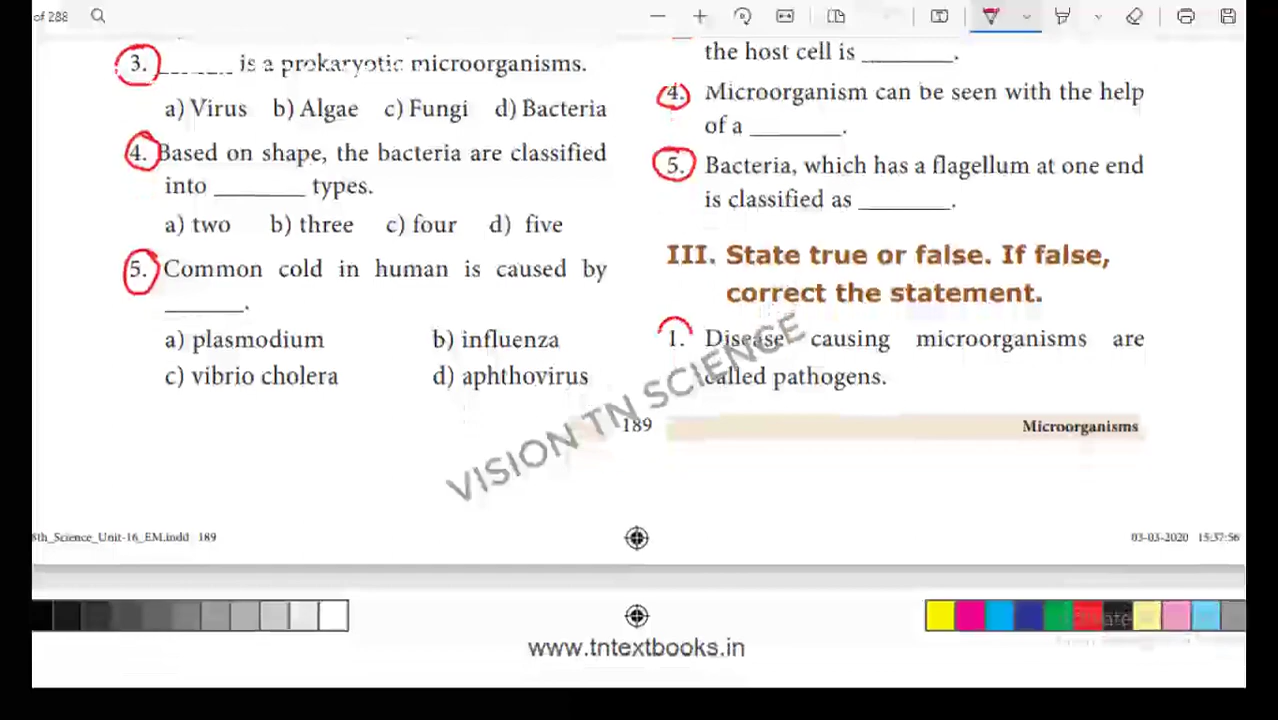 of 288
3. ______ is a prokaryotic microorganisms.
a) Virus b) Algae c) Fungi d) Bacteria
4. Based on shape, the bacteria are classified
into ________ types.
a) two b) three c) four d) five
5. Common cold in human is caused by
_______.
a) plasmodium b) influenza
c) vibrio cholera d) aphthovirus
the host cell is ________.
4. Microorganism can be seen with the help
of a ________.
5. Bacteria, which has a flagellum at one end
is classified as ________.
III. State true or false. If false,
correct the statement.
1. Disease causing microorganisms are
called pathogens.
189
Microorganisms
VISION TN SCIENCE
8th_Science_Unit-16_EM.indd 189
03-03-2020 15:37:56
www.tntextbooks.in